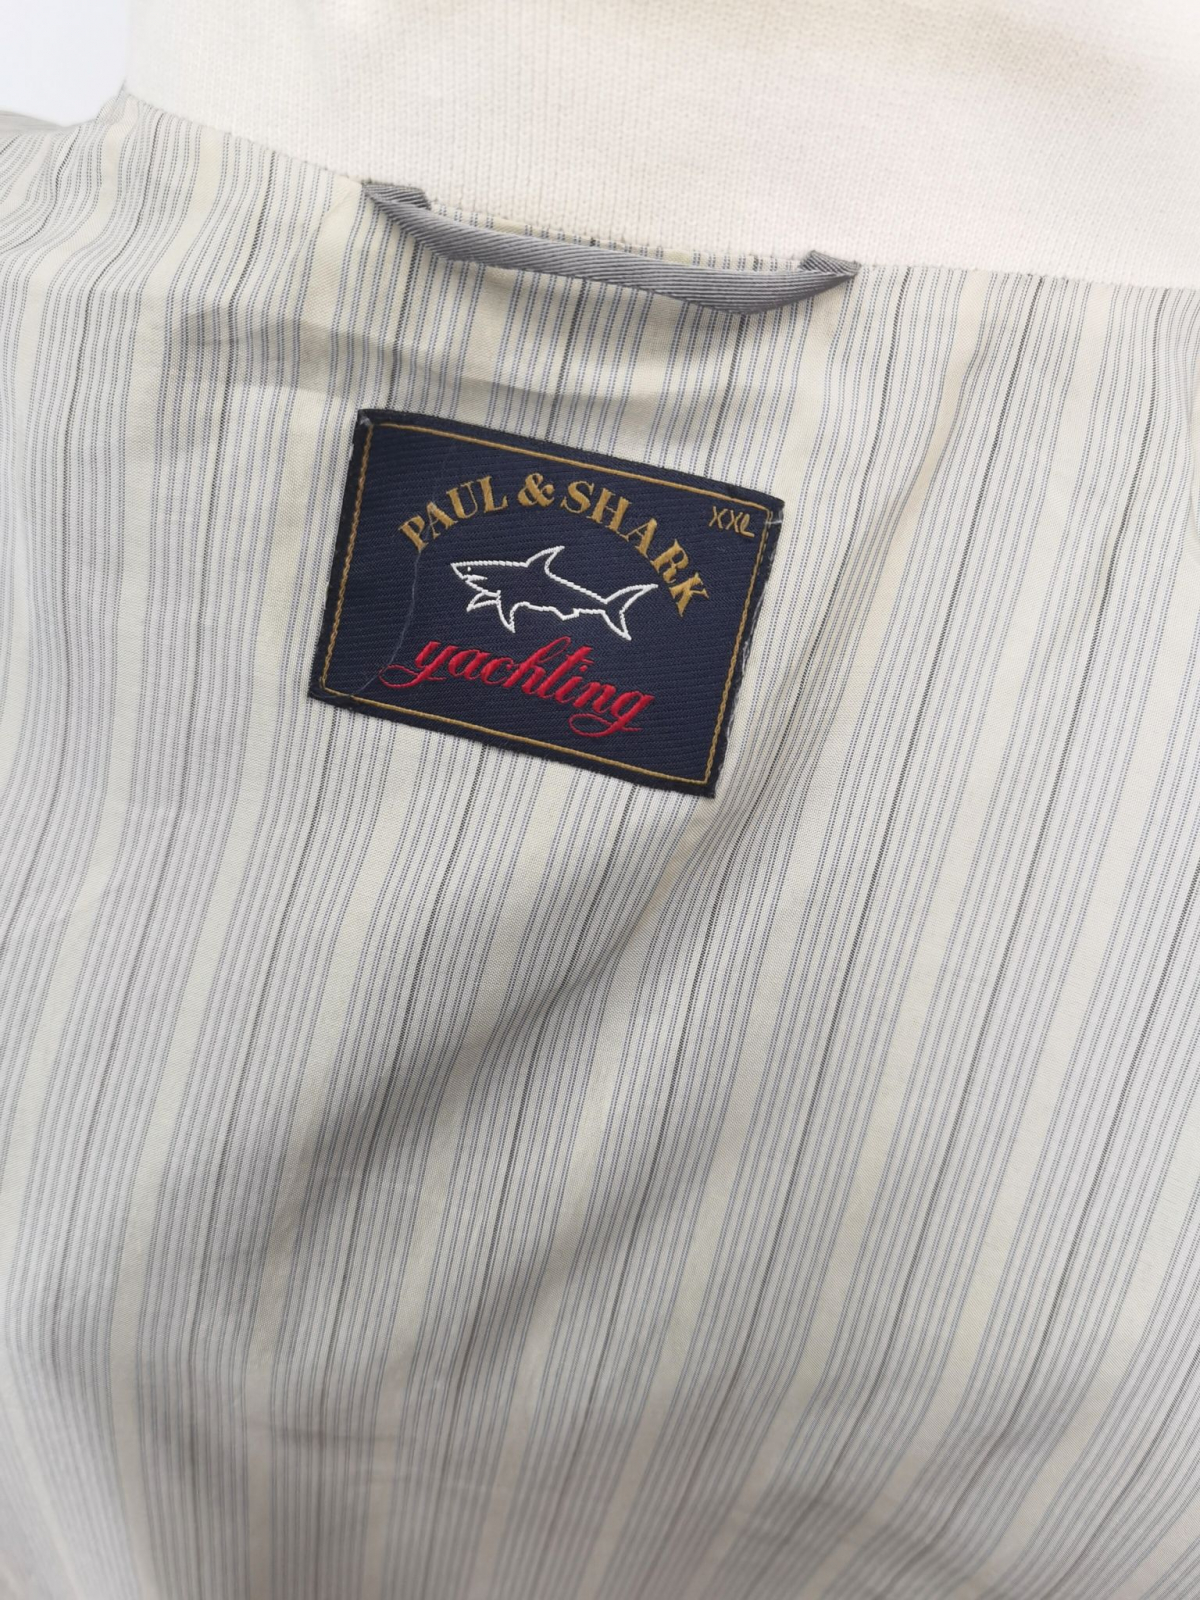 PAUL & SHARK
XXL
yachting